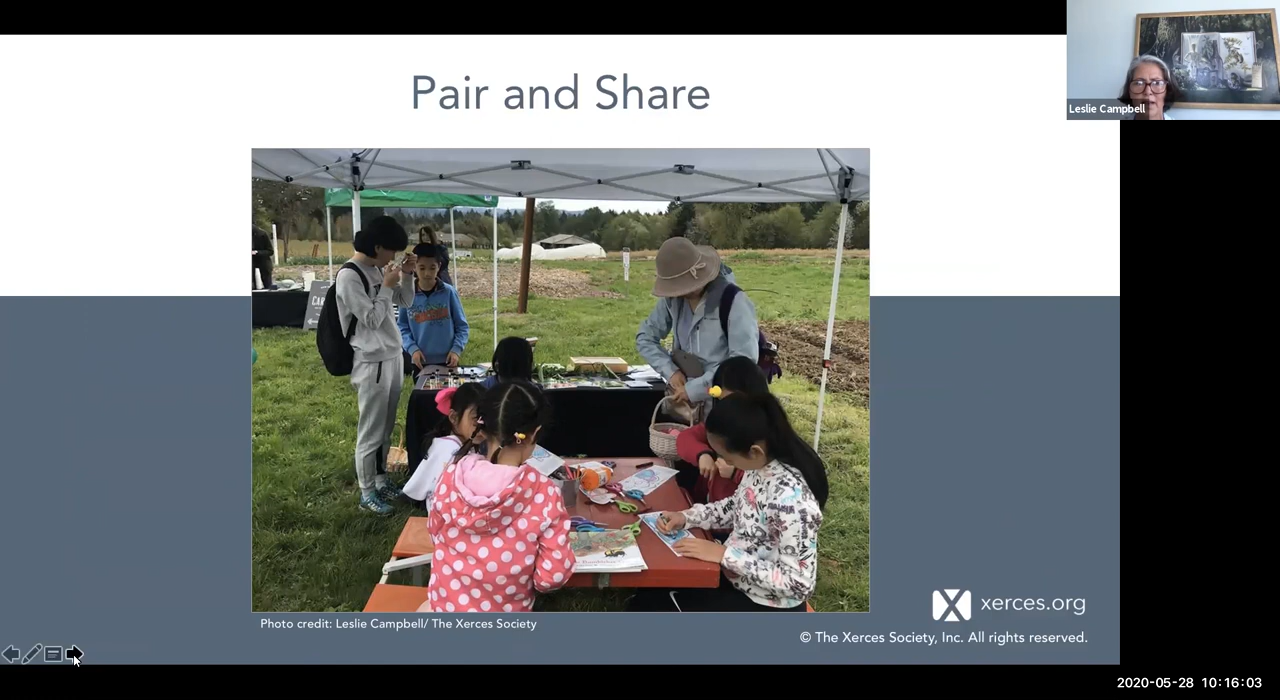 Pair and Share
Leslie Campbell
Photo credit: Leslie Campbell/ The Xerces Society
xerces.org
© The Xerces Society, Inc. All rights reserved.
2020-05-28 10:16:03